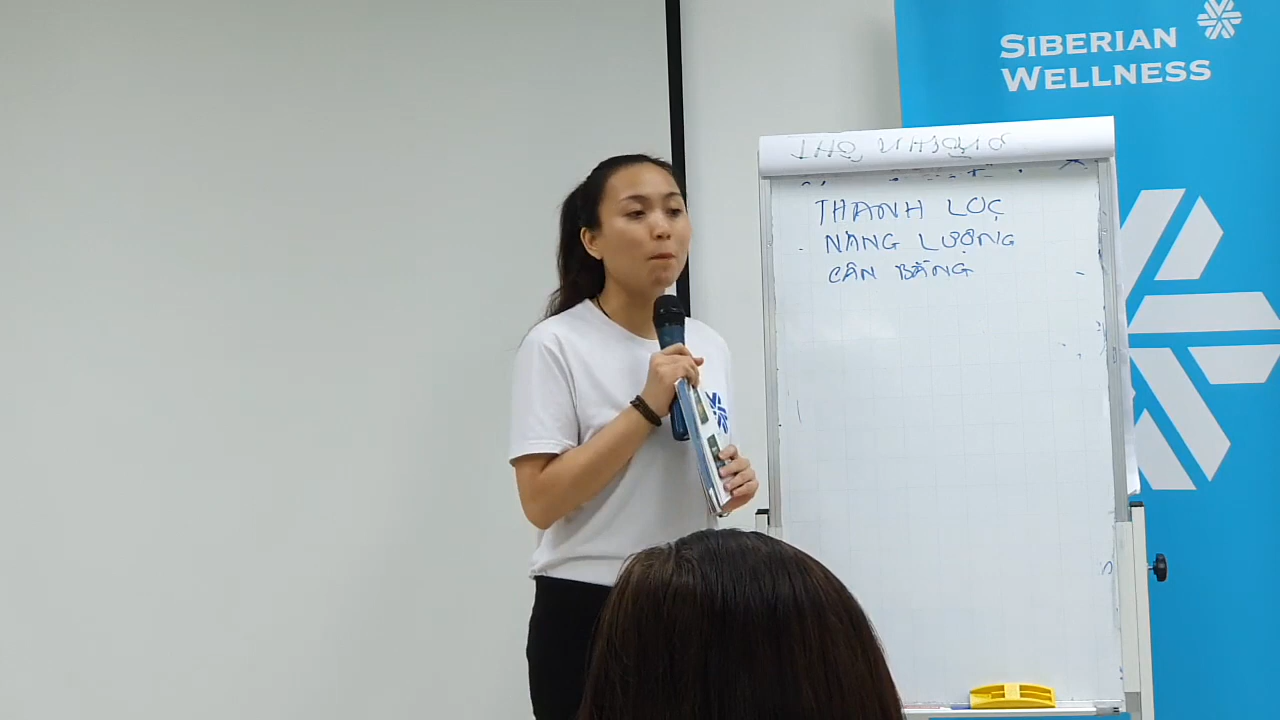 SIBERIAN
WELLNESS
THANH LỌC
NĂNG LƯỢNG
CÂN BẰNG